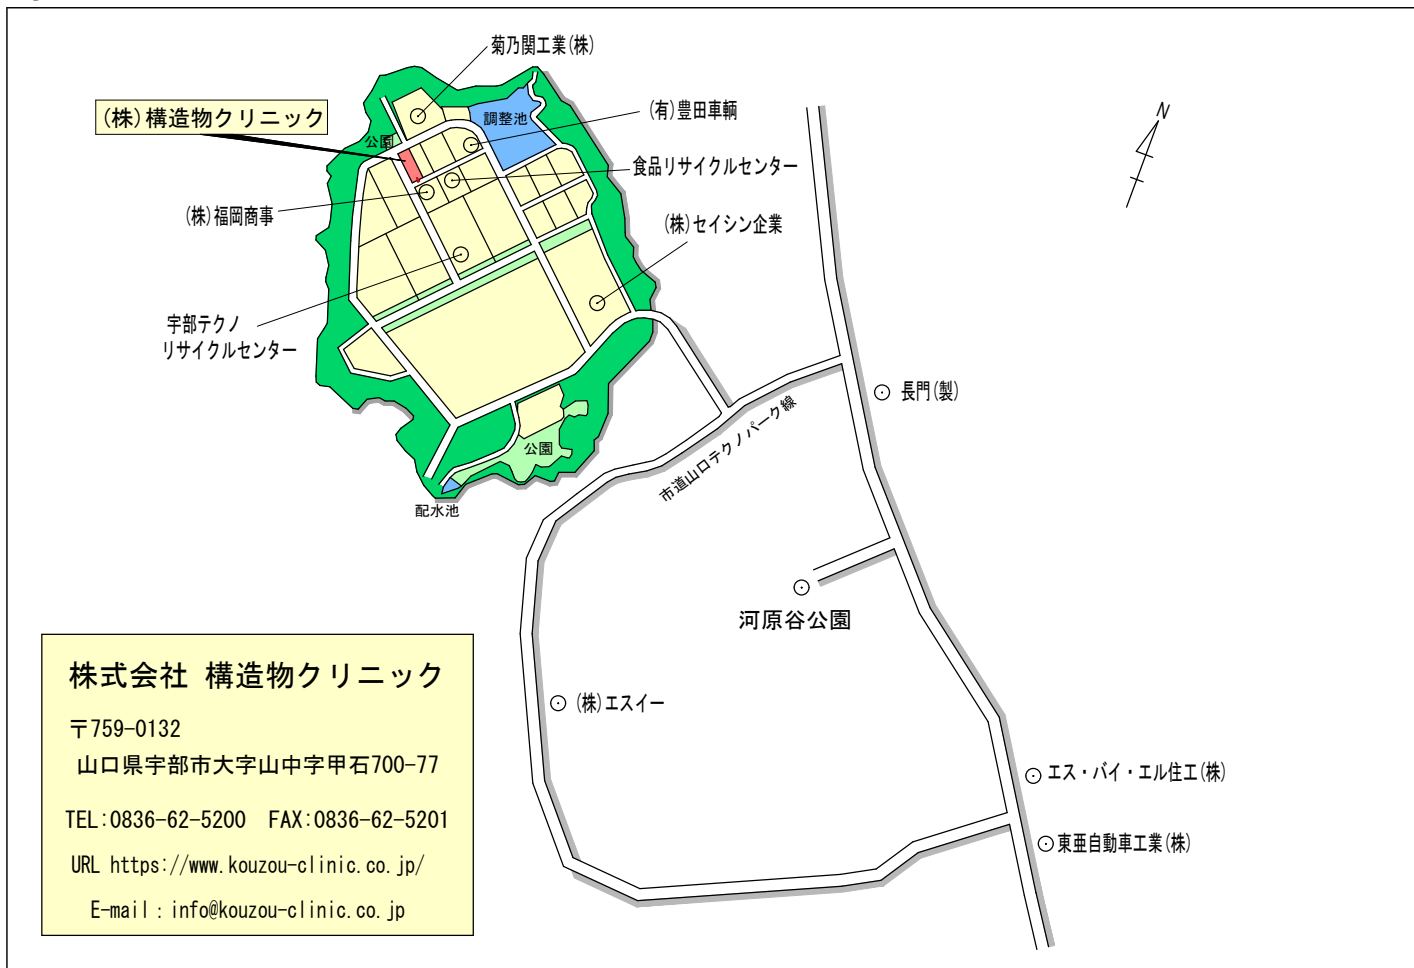 菊乃関工業(株)
(株)構造物クリニック
公園
調整池
(有)豊田車輌
食品リサイクルセンター
(株)福岡商事
(株)セイシン企業
宇部テクノ
リサイクルセンター
N
長門(製)
市道山口テクノパーク線
公園
配水池
河原谷公園
(株)エスイー
エス・バイ・エル住工(株)
東亜自動車工業(株)
株式会社 構造物クリニック
〒759-0132
山口県宇部市大字山中字甲石700-77
TEL:0836-62-5200 FAX:0836-62-5201
URL https://www.kouzou-clinic.co.jp/
E-mail：info@kouzou-clinic.co.jp